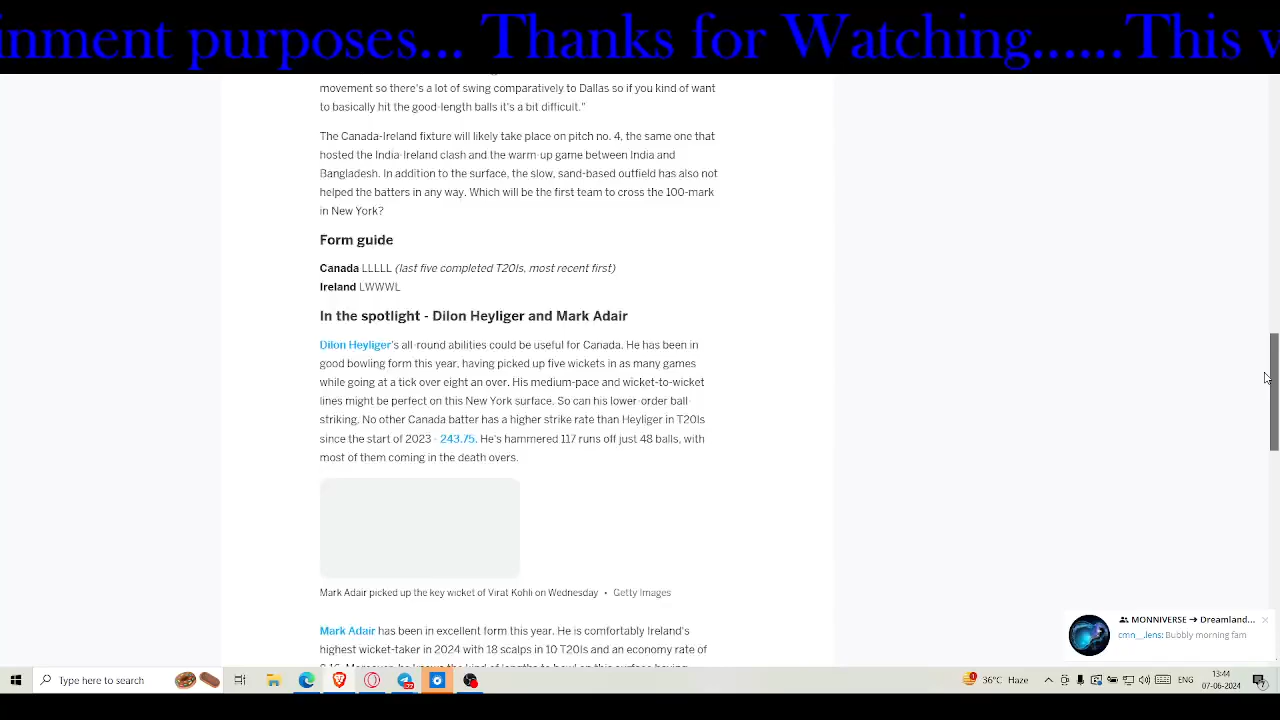 inment purposes... Thanks for Watching......This v
movement so there's a lot of swing comparatively to Dallas so if you kind of want
to basically hit the good-length balls it's a bit difficult."
The Canada-Ireland fixture will likely take place on pitch no. 4, the same one that
hosted the India-Ireland clash and the warm-up game between India and
Bangladesh. In addition to the surface, the slow, sand-based outfield has also not
helped the batters in any way. Which will be the first team to cross the 100-mark
in New York?
Form guide
Canada LLLLL (last five completed T20Is, most recent first)
Ireland LWWWL
In the spotlight - Dilon Heyliger and Mark Adair
Dilon Heyliger's all-round abilities could be useful for Canada. He has been in
good bowling form this year, having picked up five wickets in as many games
while going at a tick over eight an over. His medium-pace and wicket-to-wicket
lines might be perfect on this New York surface. So can his lower-order ball-
striking. No other Canada batter has a higher strike rate than Heyliger in T20Is
since the start of 2023 - 243.75. He's hammered 117 runs off just 48 balls, with
most of them coming in the death overs.
Mark Adair picked up the key wicket of Virat Kohli on Wednesday • Getty Images
Mark Adair has been in excellent form this year. He is comfortably Ireland's
highest wicket-taker in 2024 with 18 scalps in 10 T20Is and an economy rate of
MONNIVERSE ➔ Dreamland...
cmn__.lens: Bubbly morning fam
Type here to search
36°C Haze
ENG
13:44
07-06-2024